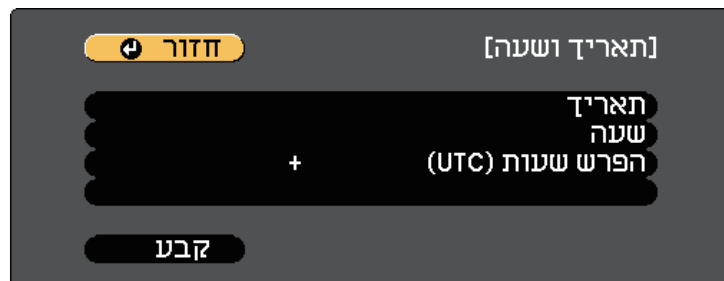 [תאריך ושעה]
חזור
תאריך
שעה
הפרש שעות (UTC) +
קבע